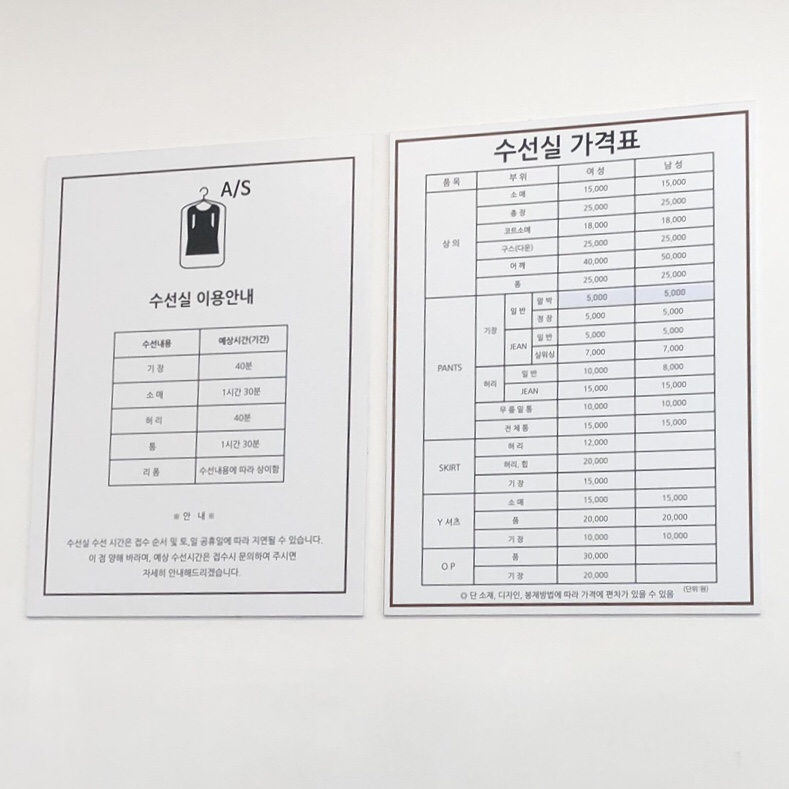 A/S
수선실 이용안내
수선내용 예상시간(기간)
기 장 40분
소 매 1시간 30분
허 리 40분
통 1시간 30분
리 폼 수선내용에 따라 상이함
※ 안 내 ※
수선실 수선 시간은 접수 순서 및 토,일 공휴일에 따라 지연될 수 있습니다.
이 점 양해 바라며, 예상 수선시간은 접수시 문의하여 주시면
자세히 안내해드리겠습니다.
수선실 가격표
품 목 부 위 여 성 남 성
상 의 소 매 15,000 15,000
총 장 25,000 25,000
코트소매 18,000 18,000
구스(다운) 25,000 25,000
어 깨 40,000 50,000
품 25,000 25,000
PANTS 기장 일 반 말 박 5,000 5,000
정 장 5,000 5,000
JEAN 일 반 5,000 5,000
실워싱 7,000 7,000
허리 일 반 10,000 8,000
JEAN 15,000 15,000
무 릎 밑 통 10,000 10,000
전 체 통 15,000 15,000
SKIRT 허 리 12,000
허리, 힙 20,000
기 장 15,000
Y 셔츠 소 매 15,000 15,000
품 20,000 20,000
기 장 10,000 10,000
O P 품 30,000
기 장 20,000
◎ 단 소재, 디자인, 봉제방법에 따라 가격에 편차가 있을 수 있음 (단위:원)